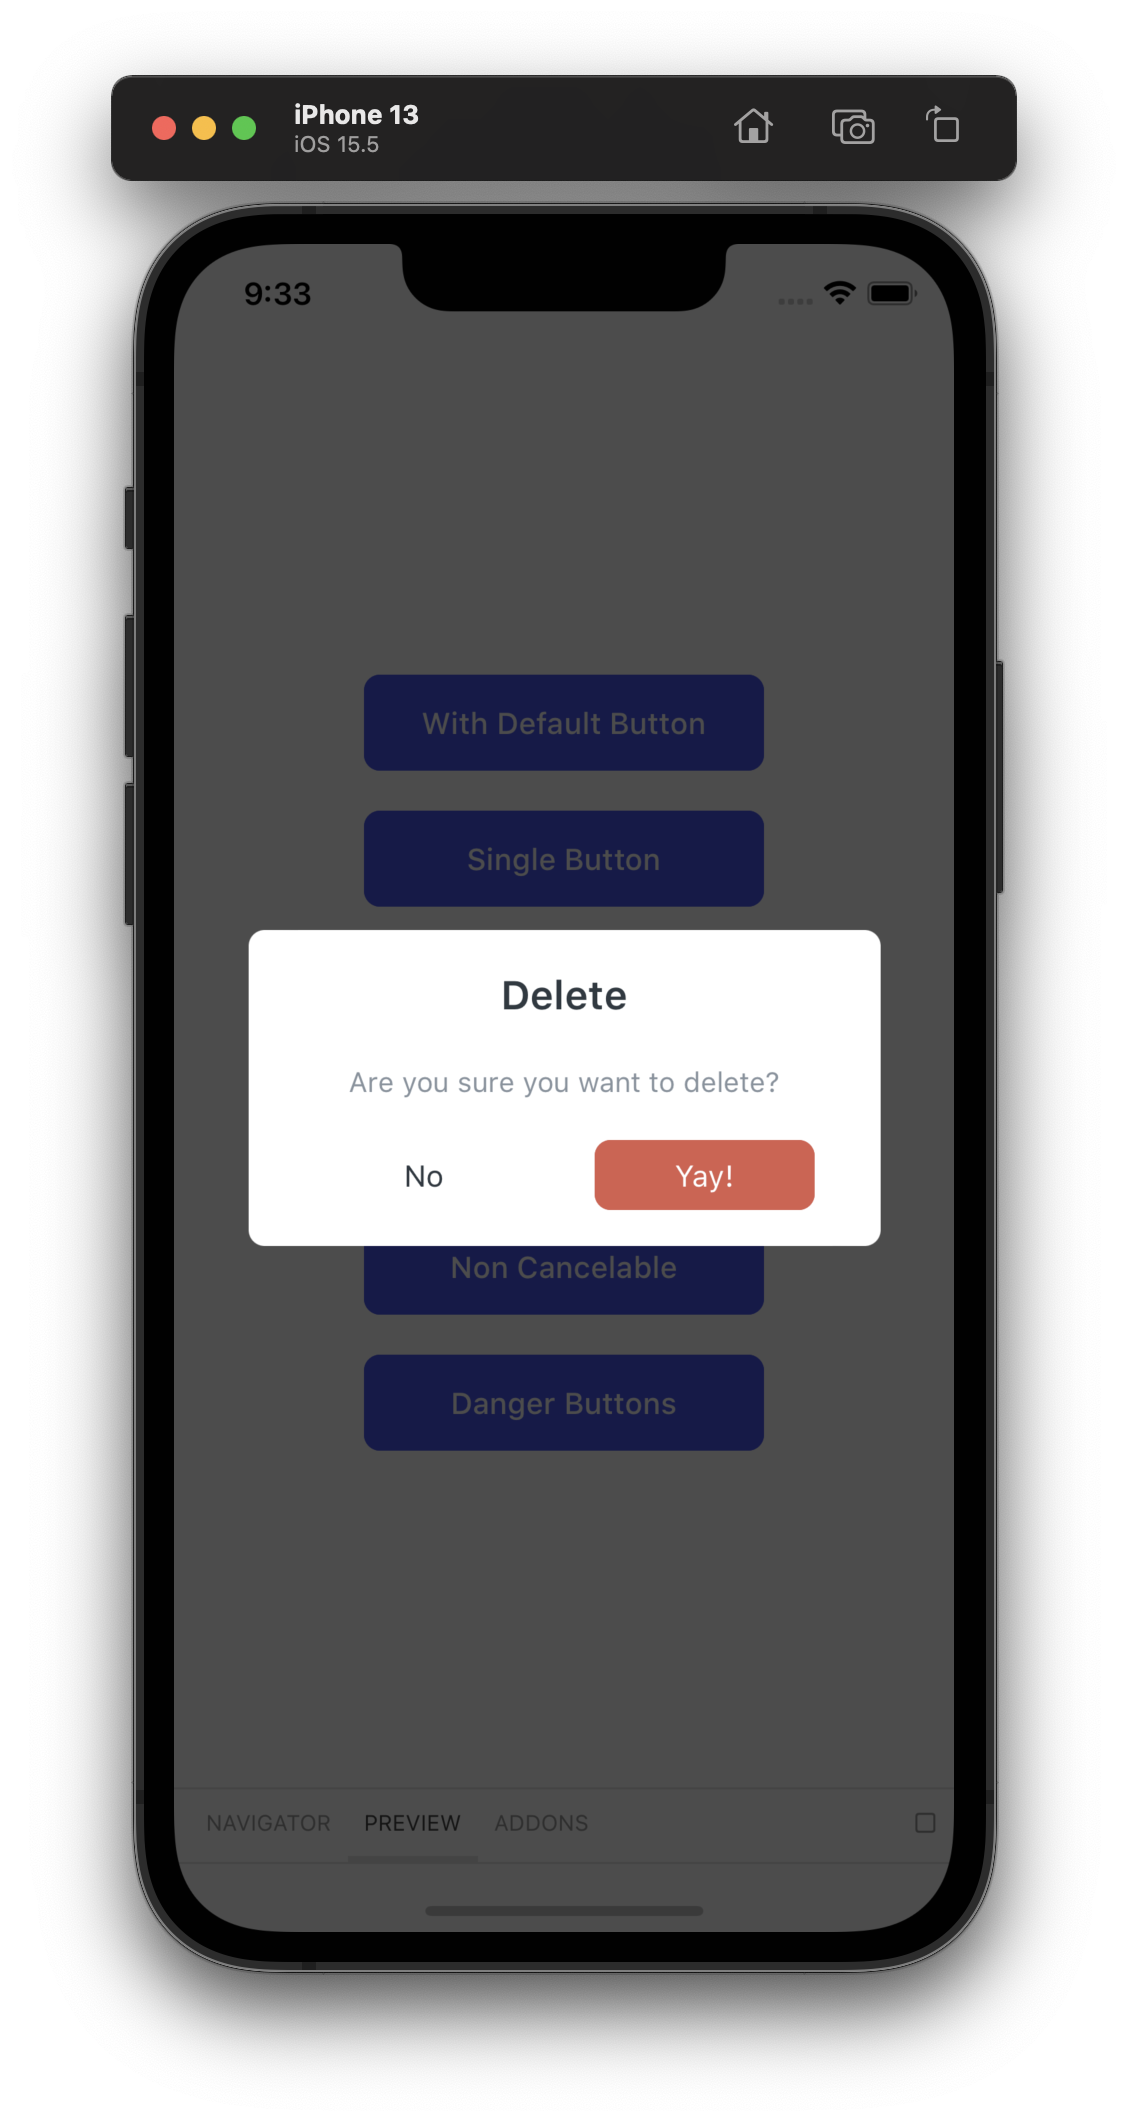 iPhone 13
iOS 15.5
9:33
With Default Button
Single Button
Delete
Are you sure you want to delete?
No
Yay!
Non Cancelable
Danger Buttons
NAVIGATOR
PREVIEW
ADDONS